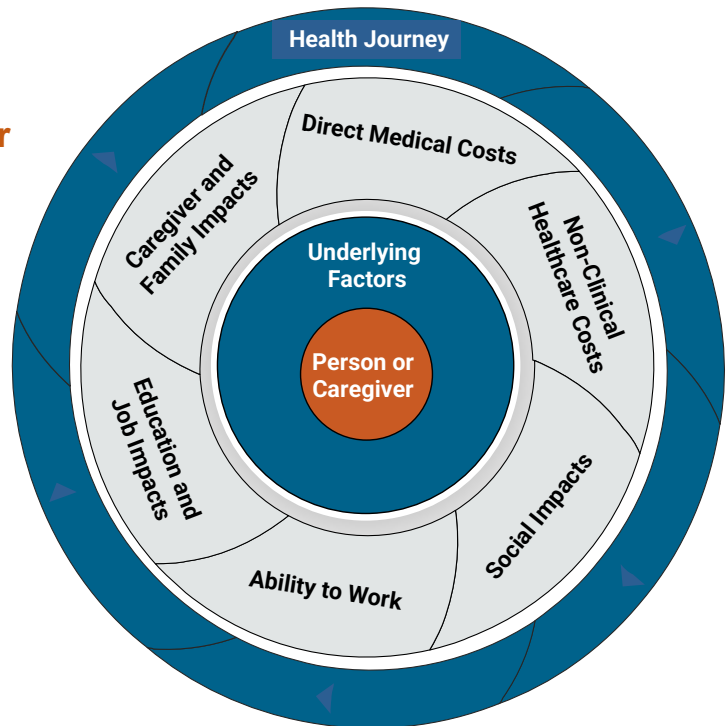 Health Journey
r
Direct Medical Costs
Non-Clinical
Healthcare Costs
Social Impacts
Ability to Work
Education and
Job Impacts
Caregiver and
Family Impacts
Underlying
Factors
Person or
Caregiver